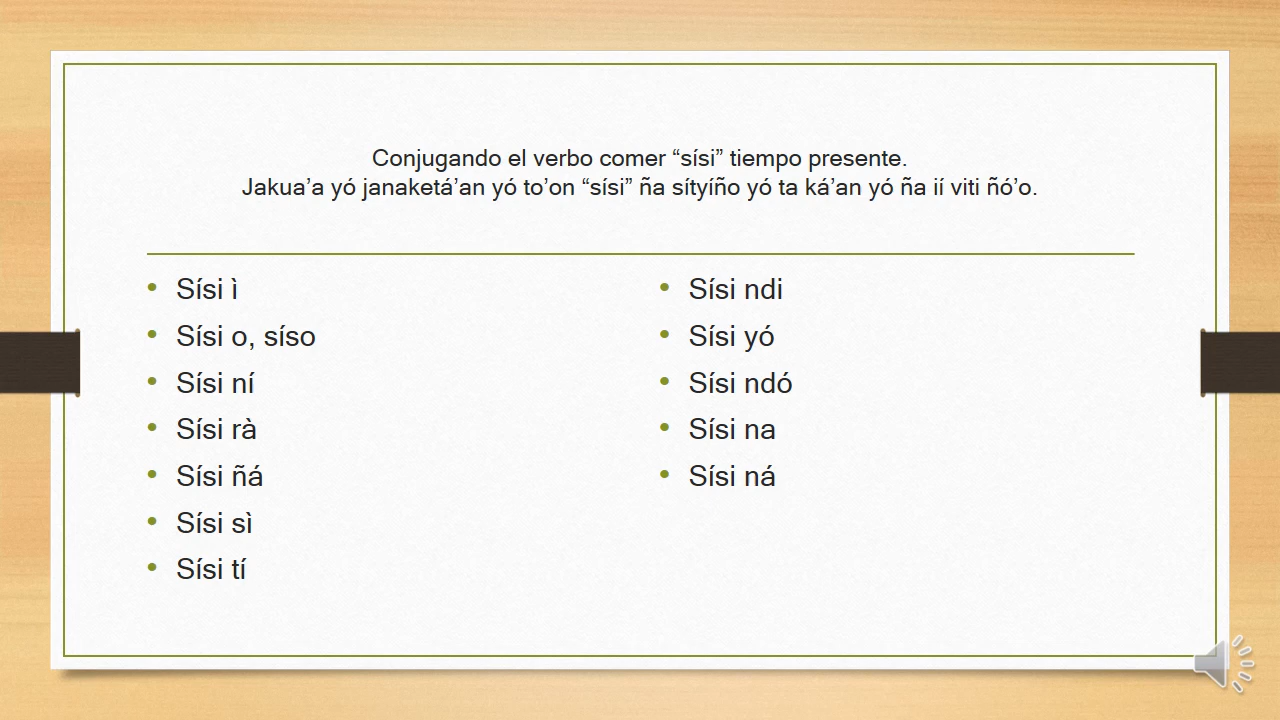 Conjugando el verbo comer “sísi” tiempo presente.
Jakua’a yó janaketá’an yó to’on “sísi” ña sítyíño yó ta ká’an yó ña ií viti ñó’o.
• Sísi ì
• Sísi o, síso
• Sísi ní
• Sísi rà
• Sísi ñá
• Sísi sì
• Sísi tí
• Sísi ndi
• Sísi yó
• Sísi ndó
• Sísi na
• Sísi ná